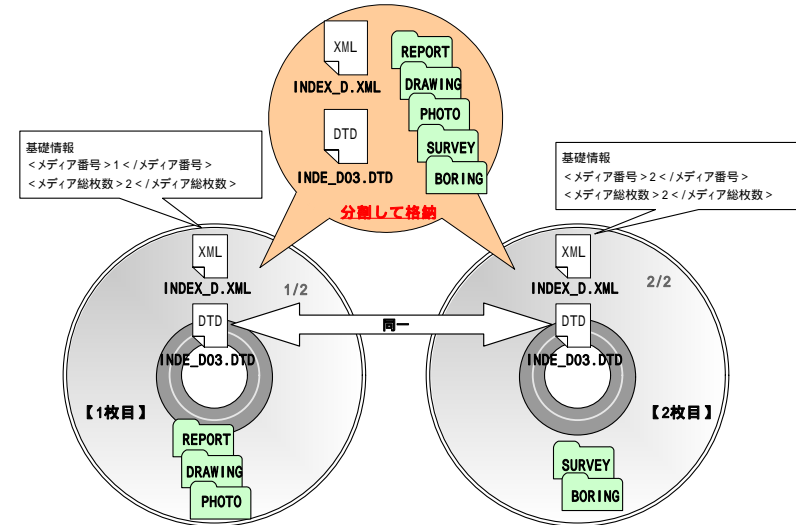 XML
INDEX_D.XML
DTD
INDE_D03.DTD
REPORT
DRAWING
PHOTO
SURVEY
BORING
分割して格納
基礎情報
<メディア番号>1</メディア番号>
<メディア総枚数>2</メディア総枚数>
基礎情報
<メディア番号>2</メディア番号>
<メディア総枚数>2</メディア総枚数>
XML
INDEX_D.XML
1/2
DTD
INDE_D03.DTD
【1枚目】
REPORT
DRAWING
PHOTO
同一
XML
INDEX_D.XML
2/2
DTD
INDE_D03.DTD
【2枚目】
SURVEY
BORING